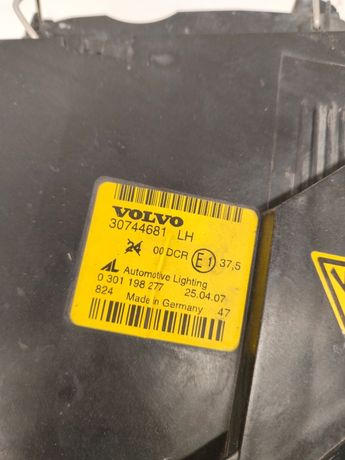 VOLVO
30744681 LH
00 DCR E1 37,5
AL Automotive Lighting
0 301 198 277 25.04.07
824 Made in Germany 47